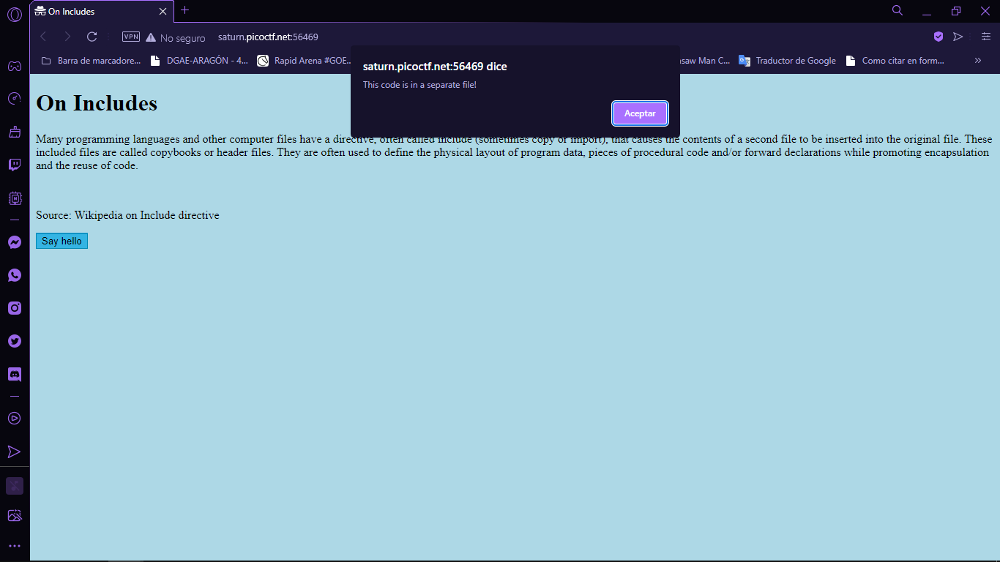 On Includes
VPN No seguro saturn.picoctf.net:56469
Barra de marcadore... DGAE-ARAGÓN - 4... Rapid Arena #GOE... Man C... Traductor de Google Como citar en form... »
saturn.picoctf.net:56469 dice
This code is in a separate file!
Aceptar
On Includes
Many programming languages and other computer files have a directive, often called include (sometimes copy or import), that causes the contents of a second file to be inserted into the original file. These
included files are called copybooks or header files. They are often used to define the physical layout of program data, pieces of procedural code and/or forward declarations while promoting encapsulation
and the reuse of code.
Source: Wikipedia on Include directive
Say hello